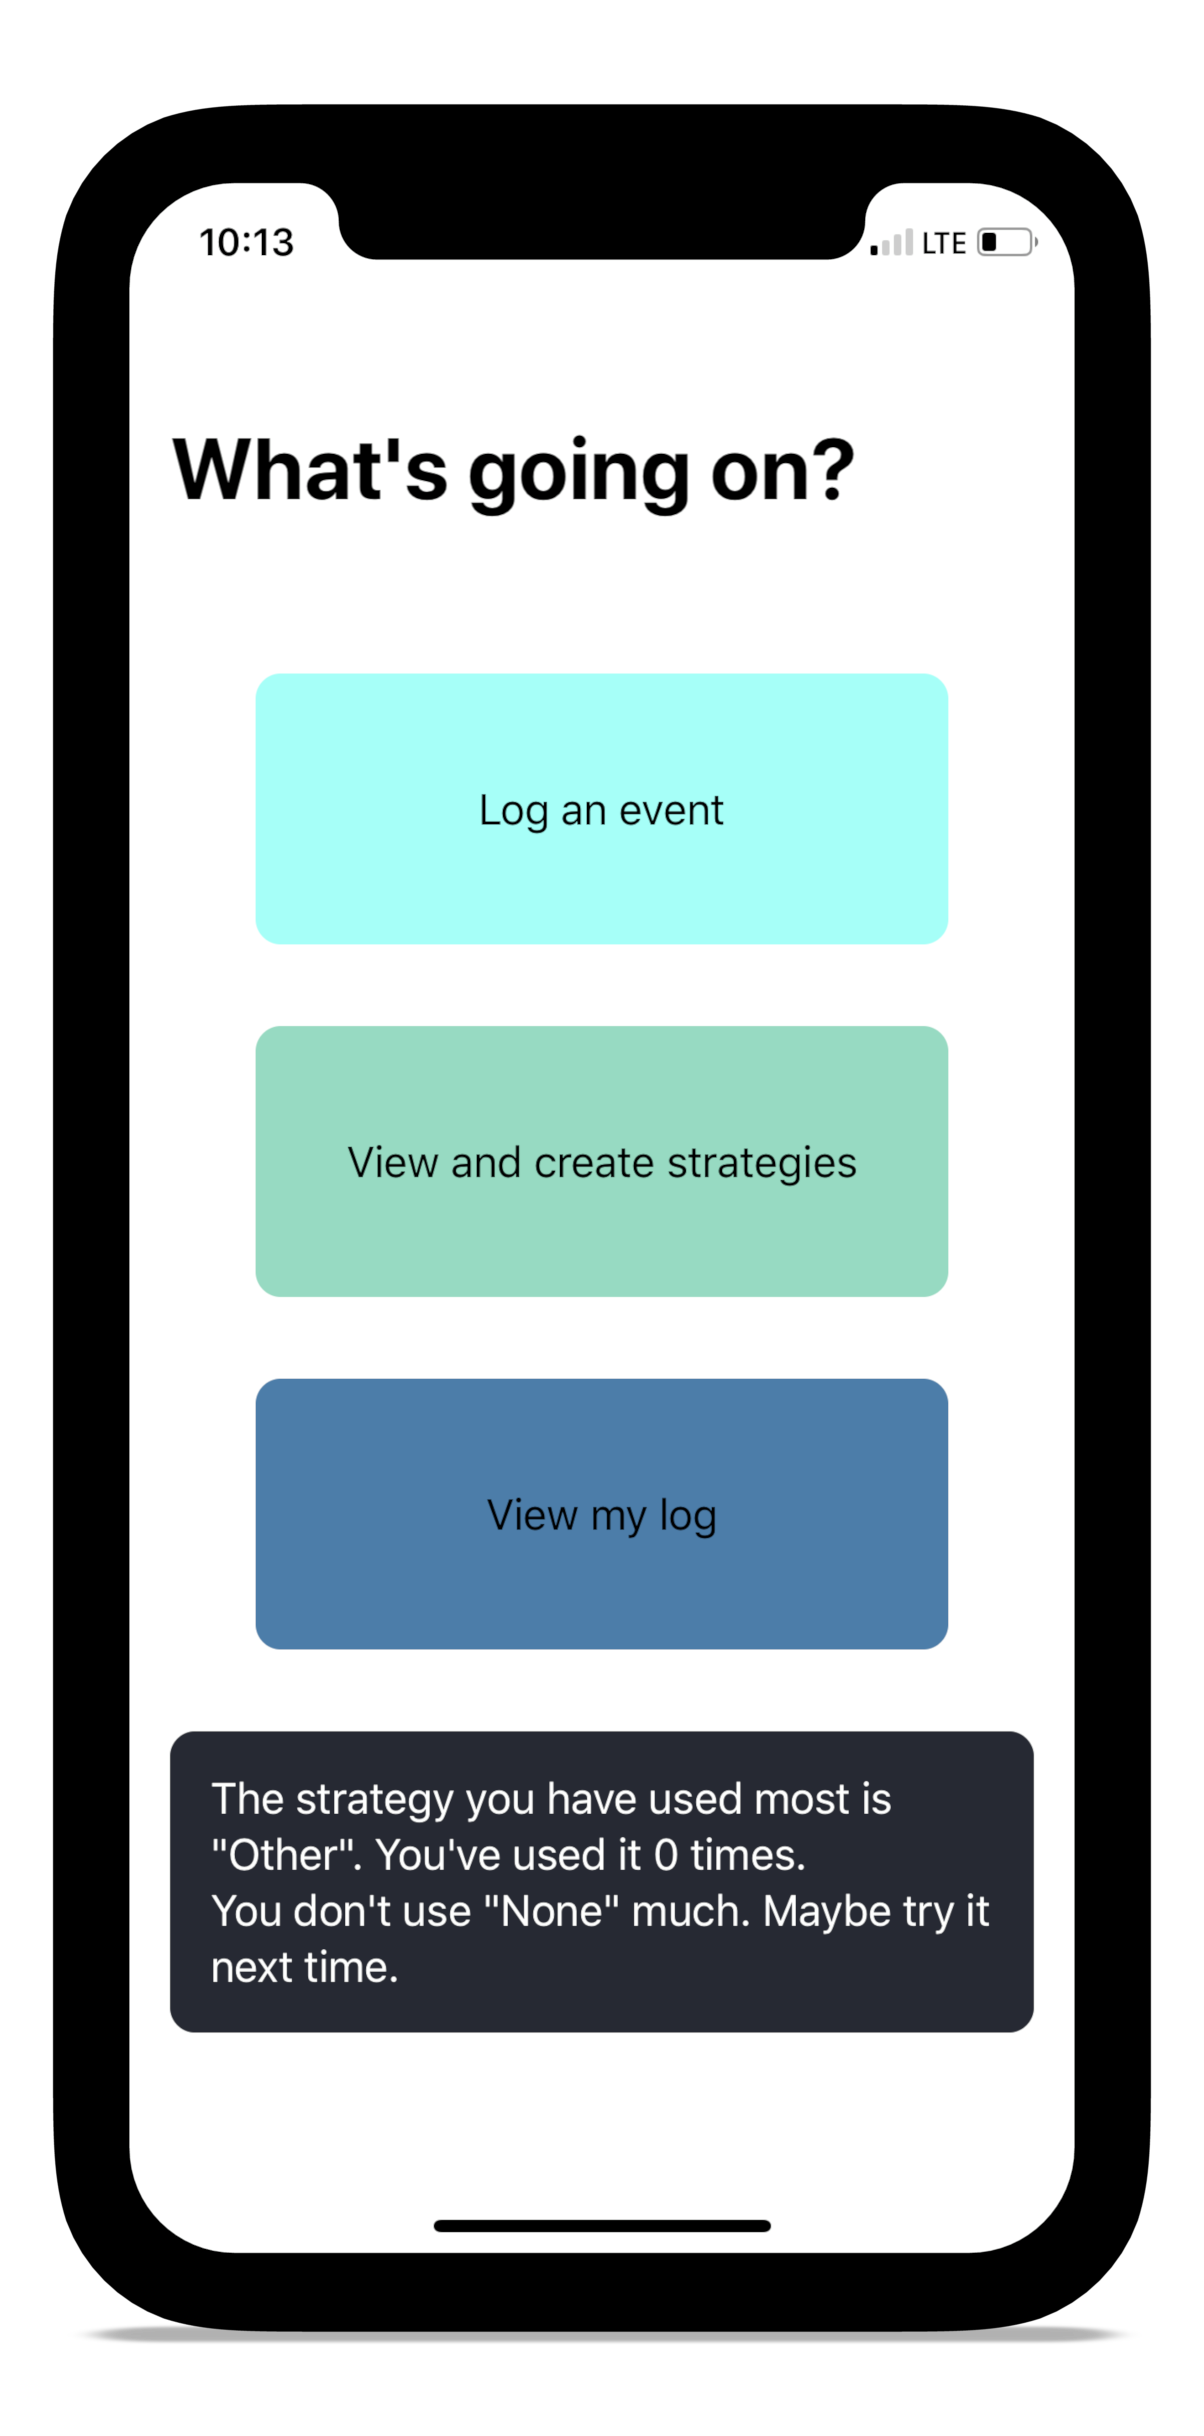 10:13 LTE
What's going on?
Log an event
View and create strategies
View my log
The strategy you have used most is
"Other". You've used it 0 times.
You don't use "None" much. Maybe try it
next time.